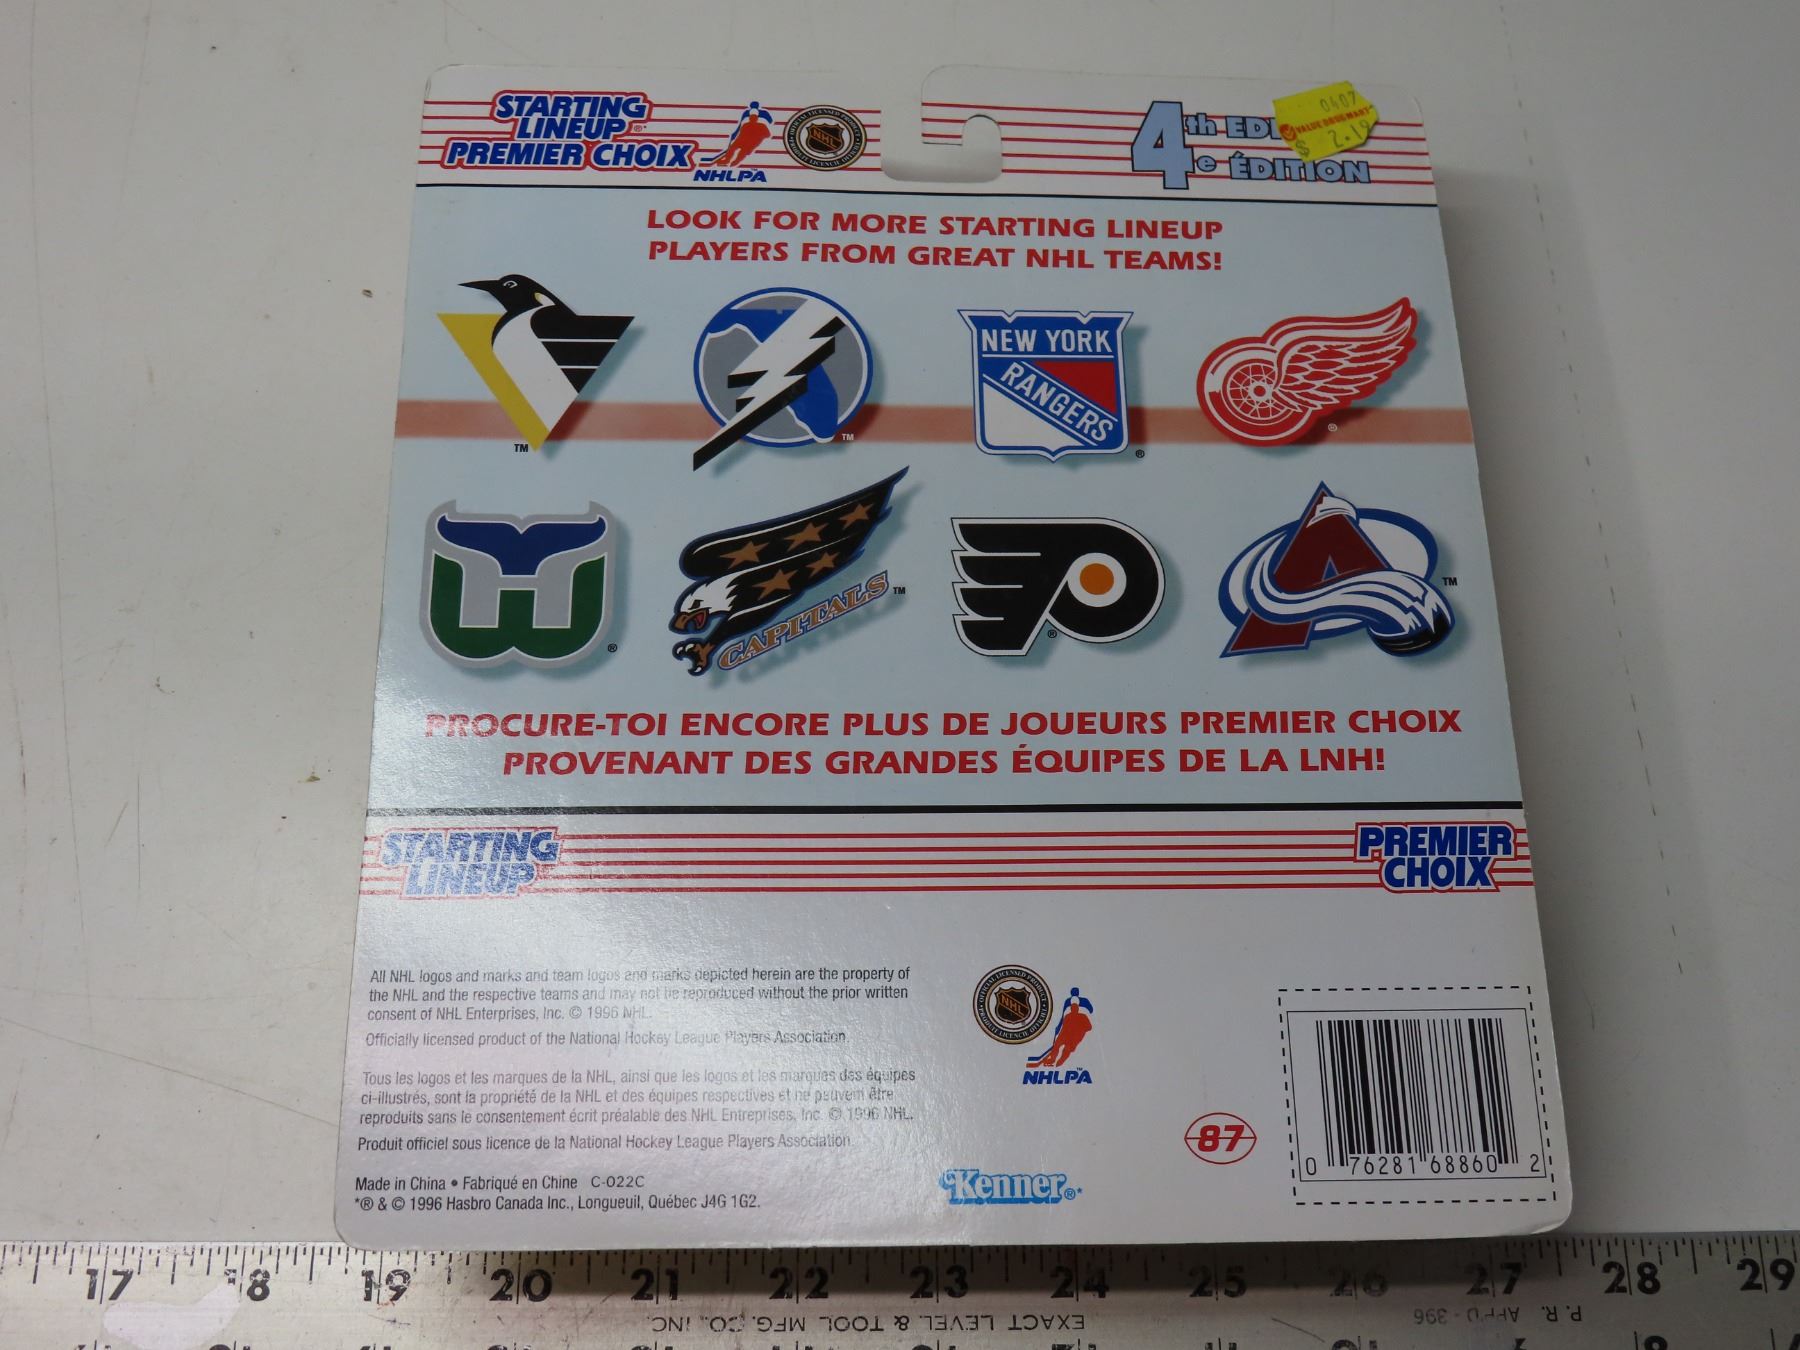 STARTING
LINEUP®*
PREMIER CHOIX
NHLPA
NHL
4th EDI
4e ÉDITION
0407
VALUE DRUG MART
$ 2.19
LOOK FOR MORE STARTING LINEUP
PLAYERS FROM GREAT NHL TEAMS!
TM
TM
NEW YORK
RANGERS
®
®
®
CAPITALS
TM
®
TM
PROCURE-TOI ENCORE PLUS DE JOUEURS PREMIER CHOIX
PROVENANT DES GRANDES ÉQUIPES DE LA LNH!
STARTING
LINEUP
PREMIER
CHOIX
All NHL logos and marks and team logos and marks depicted herein are the property of
the NHL and the respective teams and may not be reproduced without the prior written
consent of NHL Enterprises, Inc. © 1996 NHL.
Officially licensed product of the National Hockey League Players Association.
Tous les logos et les marques de la NHL, ainsi que les logos et les marques des équipes
ci-illustrés, sont la propriété de la NHL et des équipes respectives et ne peuvent être
reproduits sans le consentement écrit préalable des NHL Entreprises, Inc. © 1996 NHL.
Produit officiel sous licence de la National Hockey League Players Association
Made in China • Fabriqué en Chine C-022C
*® & © 1996 Hasbro Canada Inc., Longueuil, Québec J4G 1G2.
NHL
NHLPA
Kenner®*
87
0 76281 68860 2
17 18 19 20 21 22 23 24 25 26 27 28 29
EXACT LEVEL & TOOL MFG. CO., INC.